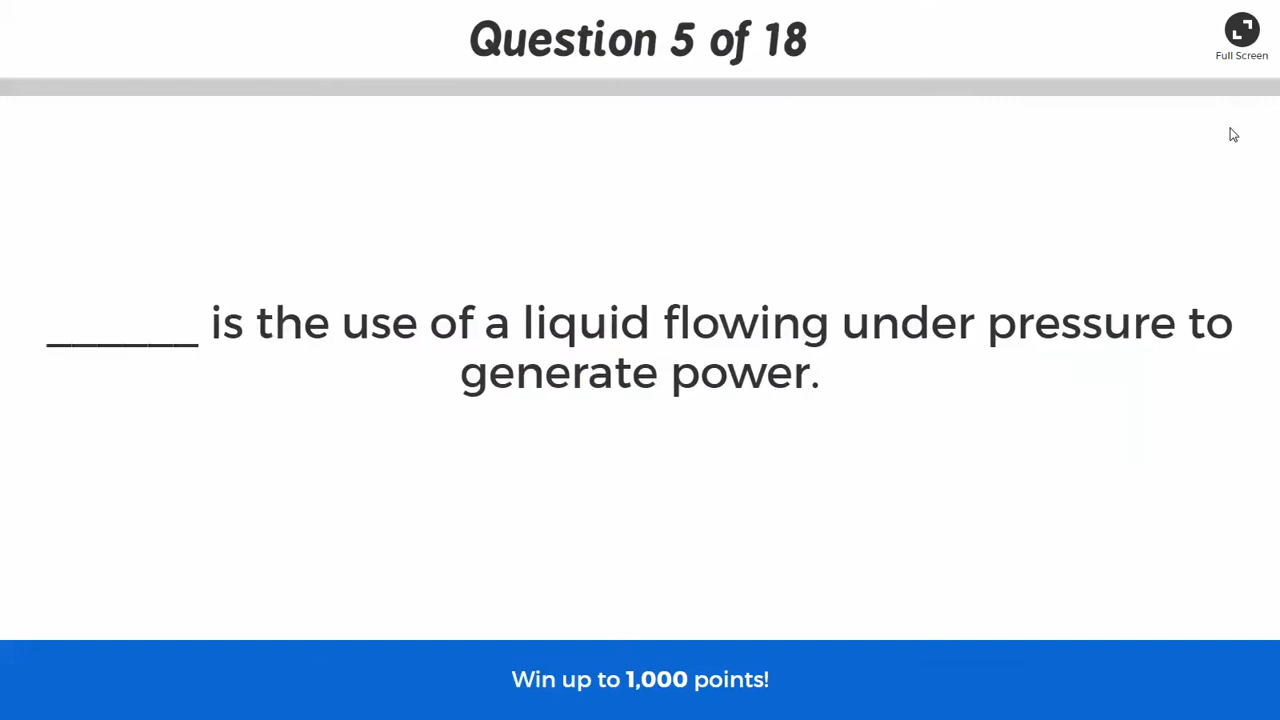 Question 5 of 18
Full Screen
______ is the use of a liquid flowing under pressure to
generate power.
Win up to 1,000 points!